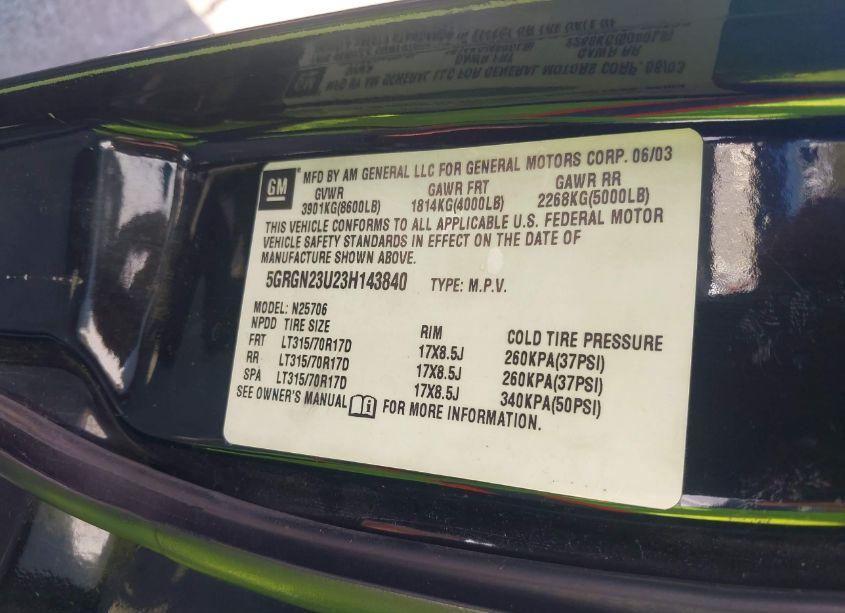 GM
MFD BY AM GENERAL LLC FOR GENERAL MOTORS CORP. 06/03
GVWR GAWR FRT GAWR RR
3901KG(8600LB) 1814KG(4000LB) 2268KG(5000LB)
THIS VEHICLE CONFORMS TO ALL APPLICABLE U.S. FEDERAL MOTOR
VEHICLE SAFETY STANDARDS IN EFFECT ON THE DATE OF
MANUFACTURE SHOWN ABOVE.
5GRGN23U23H143840 TYPE: M.P.V.
MODEL: N25706
NPDD TIRE SIZE RIM COLD TIRE PRESSURE
FRT LT315/70R17D 17X8.5J 260KPA(37PSI)
RR LT315/70R17D 17X8.5J 260KPA(37PSI)
SPA LT315/70R17D 17X8.5J 340KPA(50PSI)
SEE OWNER'S MANUAL FOR MORE INFORMATION.